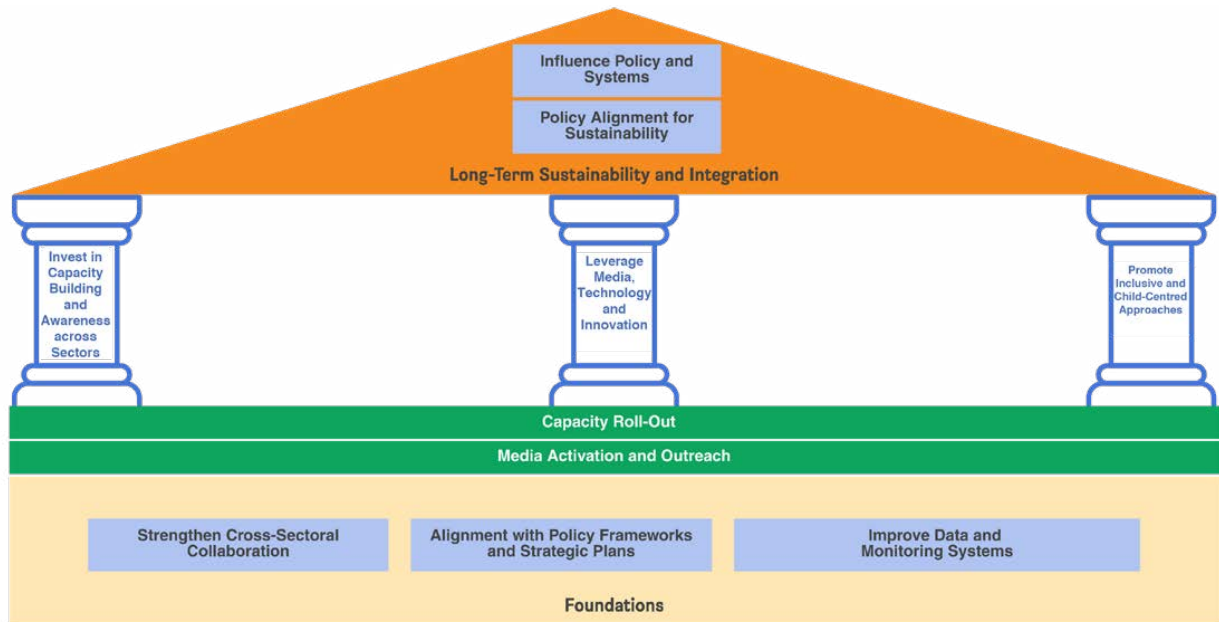 Influence Policy and
Systems
Policy Alignment for
Sustainability
Long-Term Sustainability and Integration
Invest in
Capacity
Building
and
Awareness
across
Sectors
Leverage
Media,
Technology
and
Innovation
Promote
Inclusive and
Child-Centred
Approaches
Capacity Roll-Out
Media Activation and Outreach
Strengthen Cross-Sectoral
Collaboration
Alignment with Policy Frameworks
and Strategic Plans
Improve Data and
Monitoring Systems
Foundations